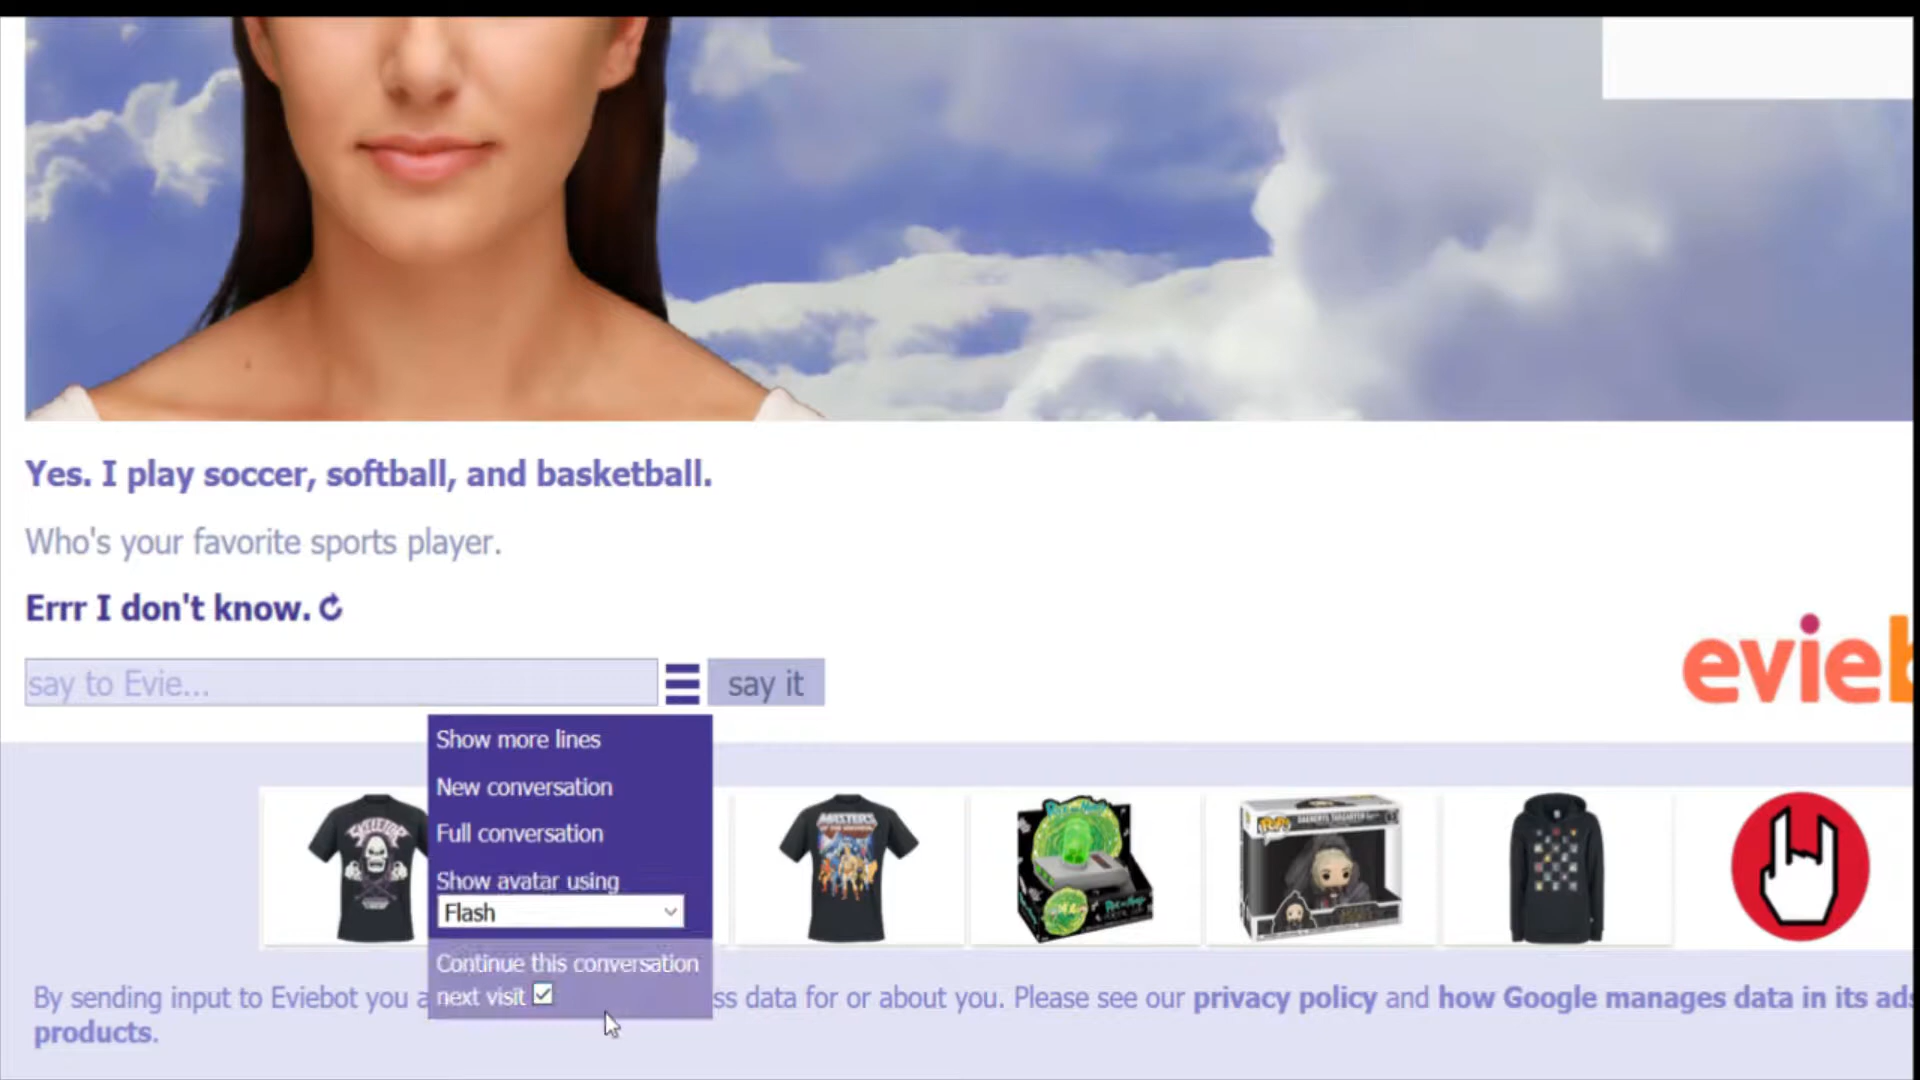 Yes. I play soccer, softball, and basketball.
Who's your favorite sports player.
Errr I don't know.
say to Evie...
say it
evieb
Show more lines
New conversation
Full conversation
Show avatar using
Flash
Continue this conversation
next visit
SKELETOR
MASTERS
By sending input to Eviebot you a
ss data for or about you. Please see our privacy policy and how Google manages data in its ads
products.